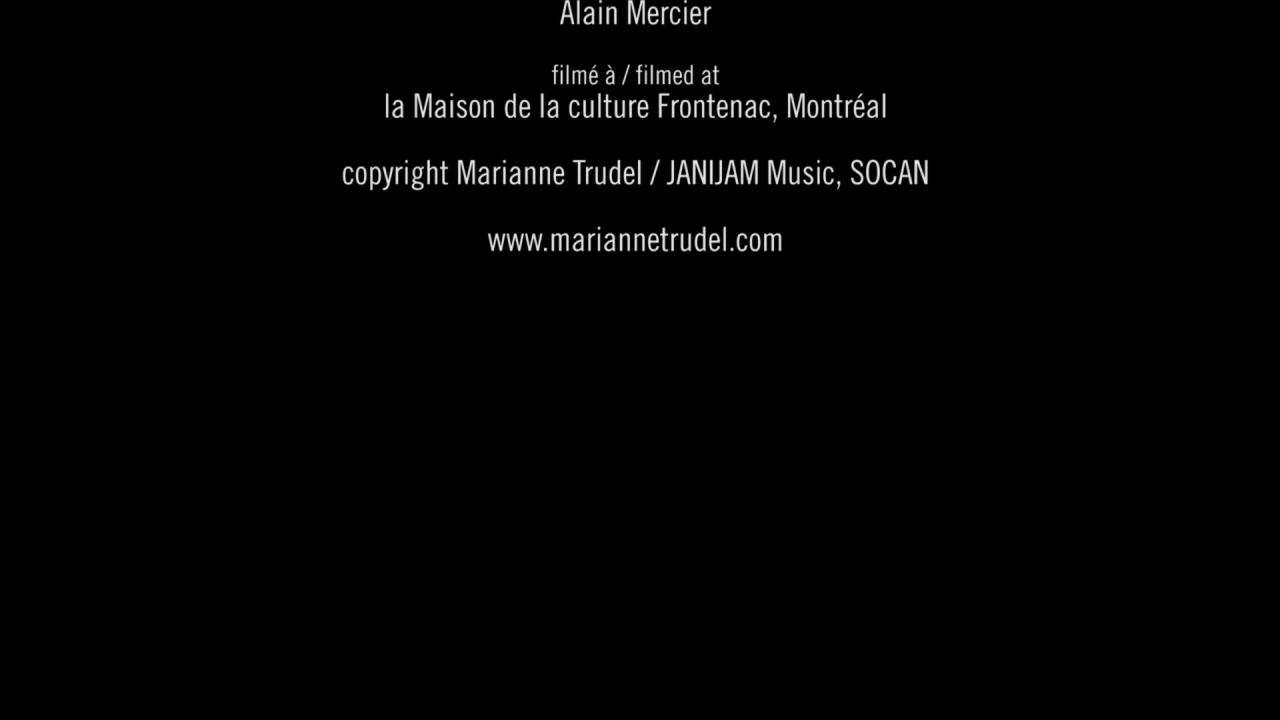 Alain Mercier
filmé à / filmed at
la Maison de la culture Frontenac, Montréal
copyright Marianne Trudel / JANIJAM Music, SOCAN
www.mariannetrudel.com